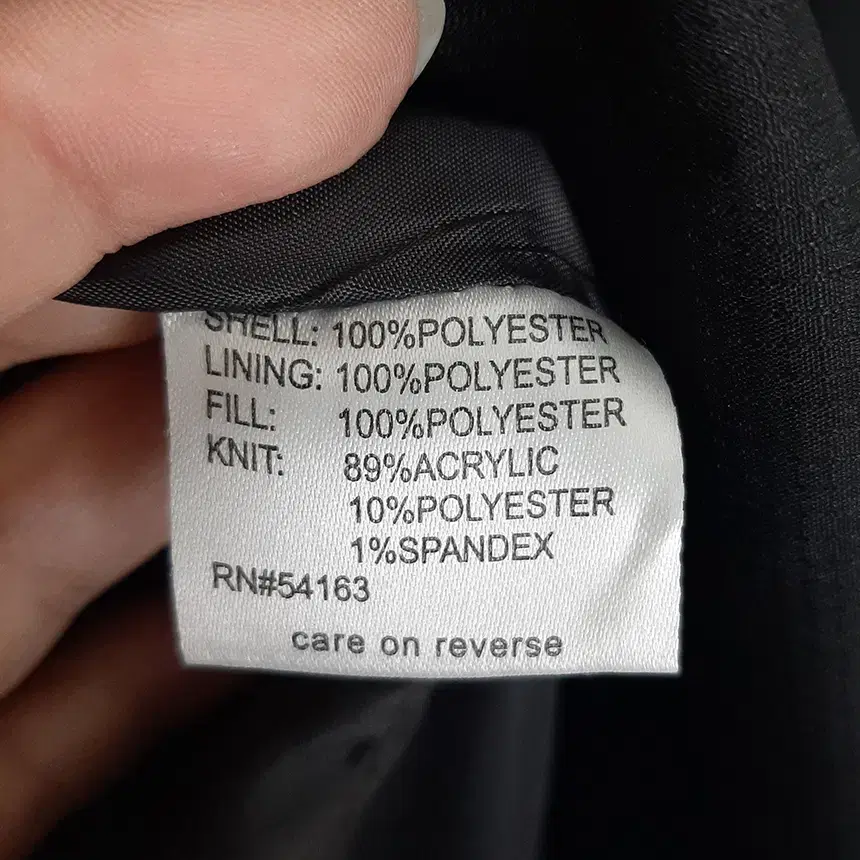 SHELL: 100%POLYESTER
LINING: 100%POLYESTER
FILL: 100%POLYESTER
KNIT: 89%ACRYLIC
10%POLYESTER
1%SPANDEX
RN#54163
care on reverse